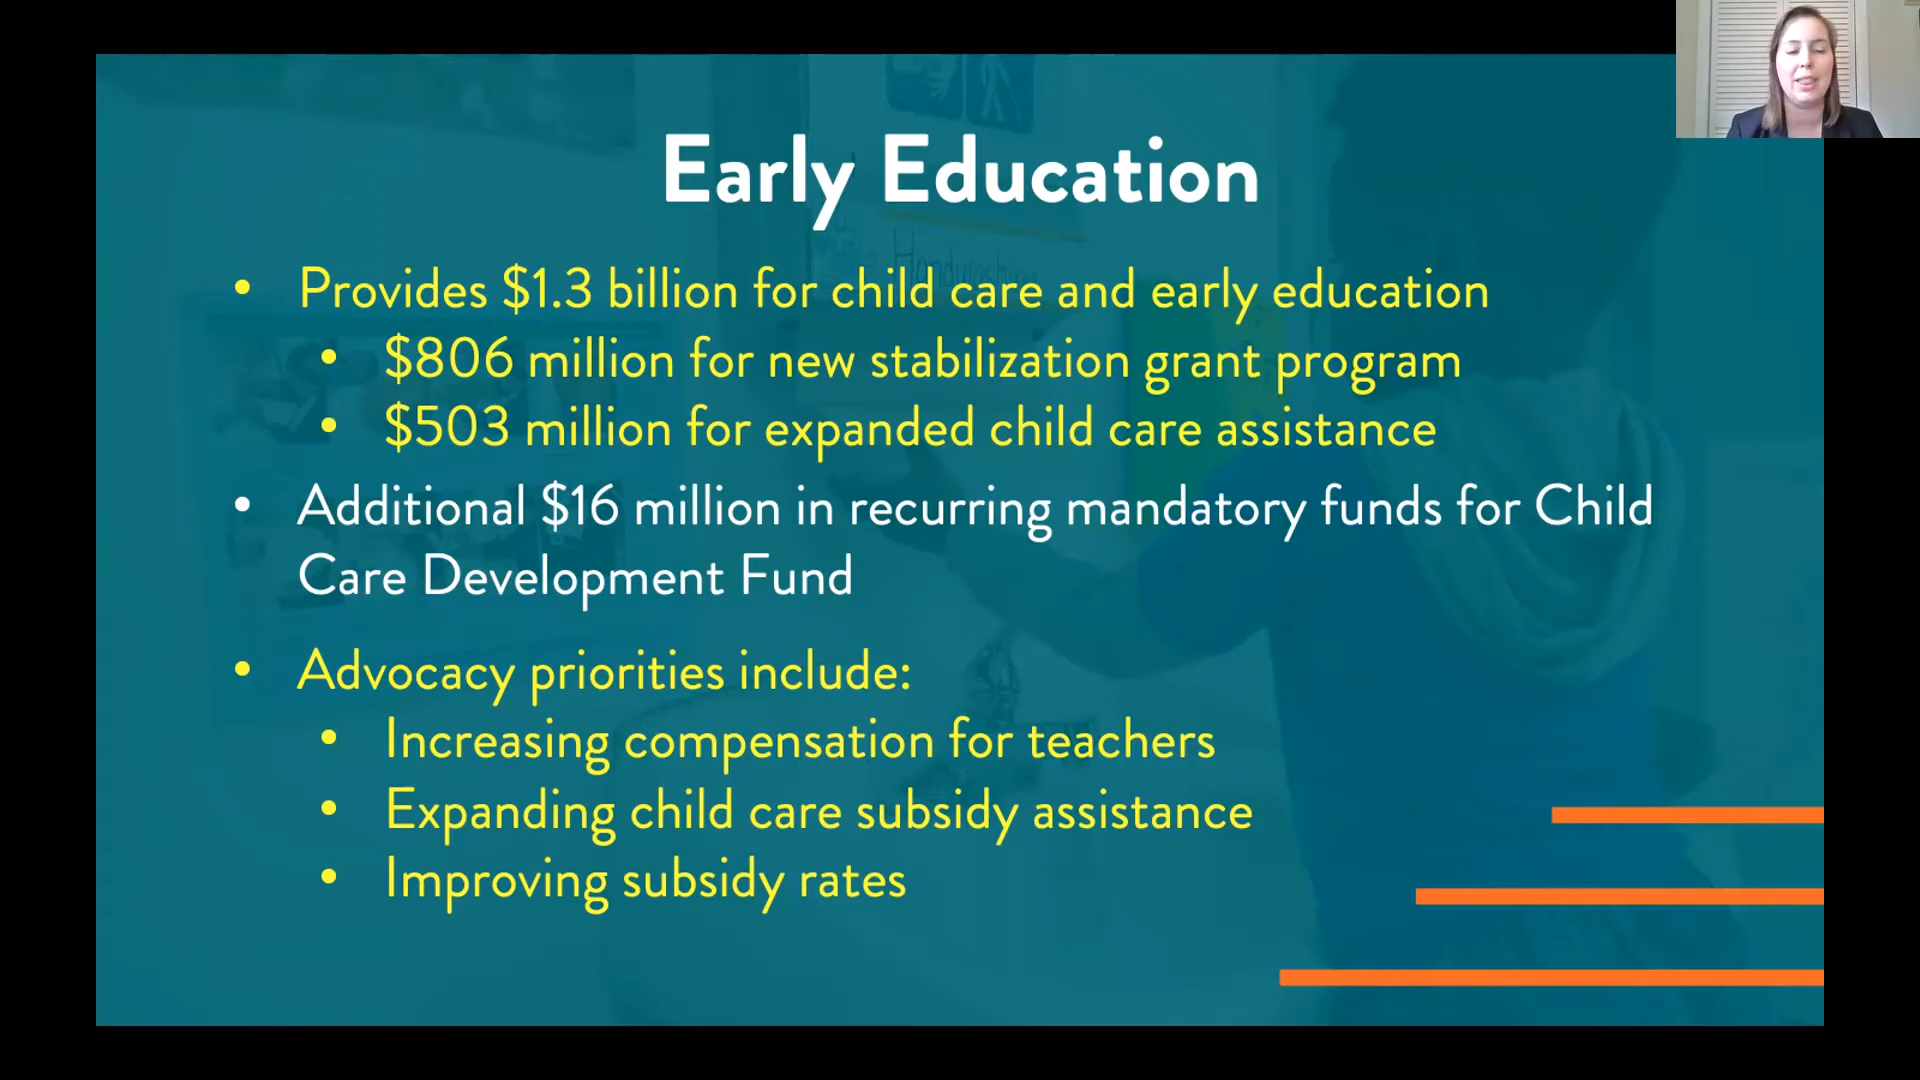 Early Education
• Provides $1.3 billion for child care and early education
• $806 million for new stabilization grant program
• $503 million for expanded child care assistance
• Additional $16 million in recurring mandatory funds for Child
Care Development Fund
• Advocacy priorities include:
• Increasing compensation for teachers
• Expanding child care subsidy assistance
• Improving subsidy rates